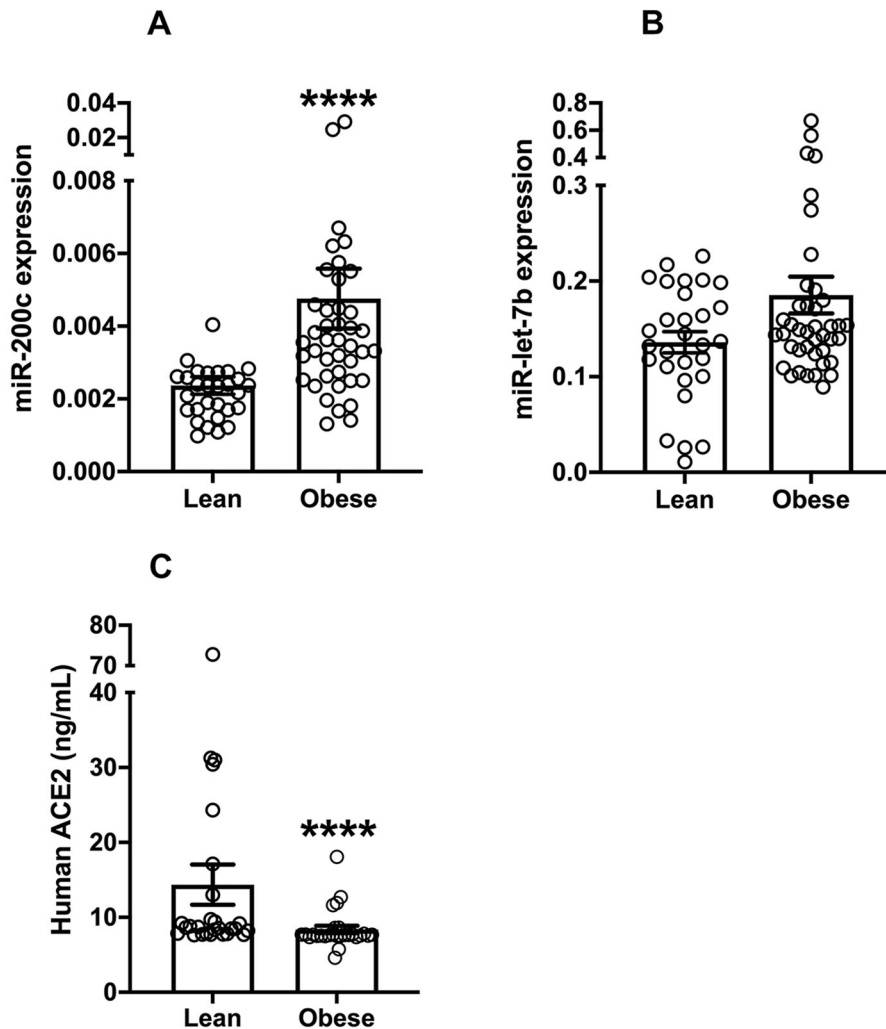 A
miR-200c expression
0.04
0.02
0.008
0.006
0.004
0.002
0.000
****
Lean
Obese
B
miR-let-7b expression
0.8
0.6
0.4
0.3
0.2
0.1
0.0
Lean
Obese
C
Human ACE2 (ng/mL)
80
70
40
30
20
10
0
****
Lean
Obese